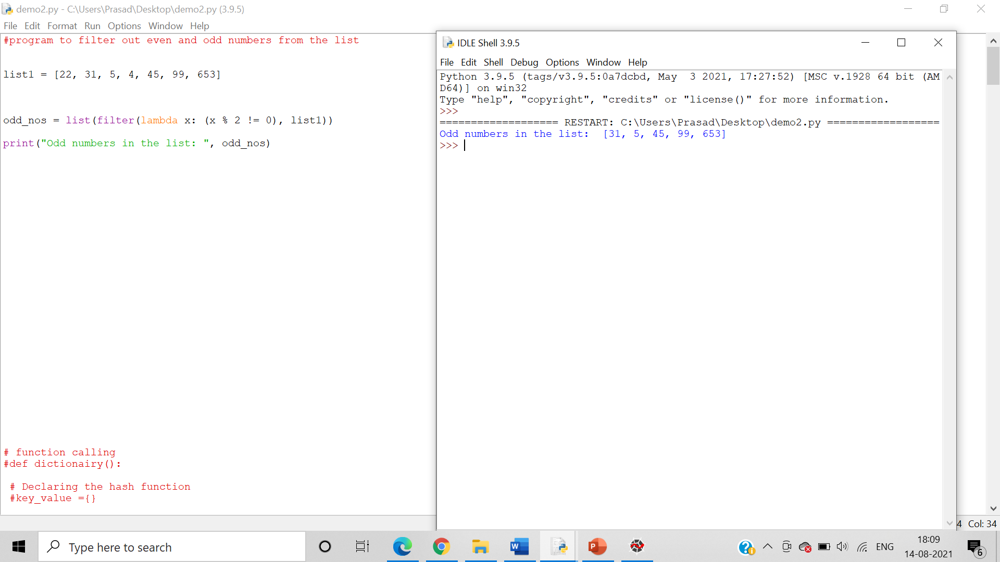 demo2.py - C:\Users\Prasad\Desktop\demo2.py (3.9.5)
File Edit Format Run Options Window Help
#program to filter out even and odd numbers from the list
list1 = [22, 31, 5, 4, 45, 99, 653]
odd_nos = list(filter(lambda x: (x % 2 != 0), list1))
print("Odd numbers in the list: ", odd_nos)
# function calling
#def dictionairy():
# Declaring the hash function
#key_value ={}
IDLE Shell 3.9.5
File Edit Shell Debug Options Window Help
Python 3.9.5 (tags/v3.9.5:0a7dcbd, May  3 2021, 17:27:52) [MSC v.1928 64 bit (AM
D64)] on win32
Type "help", "copyright", "credits" or "license()" for more information.
>>>
=================== RESTART: C:\Users\Prasad\Desktop\demo2.py ==================
Odd numbers in the list:  [31, 5, 45, 99, 653]
>>>
4 Col: 34
Type here to search
W
P
ENG
18:09
14-08-2021
6